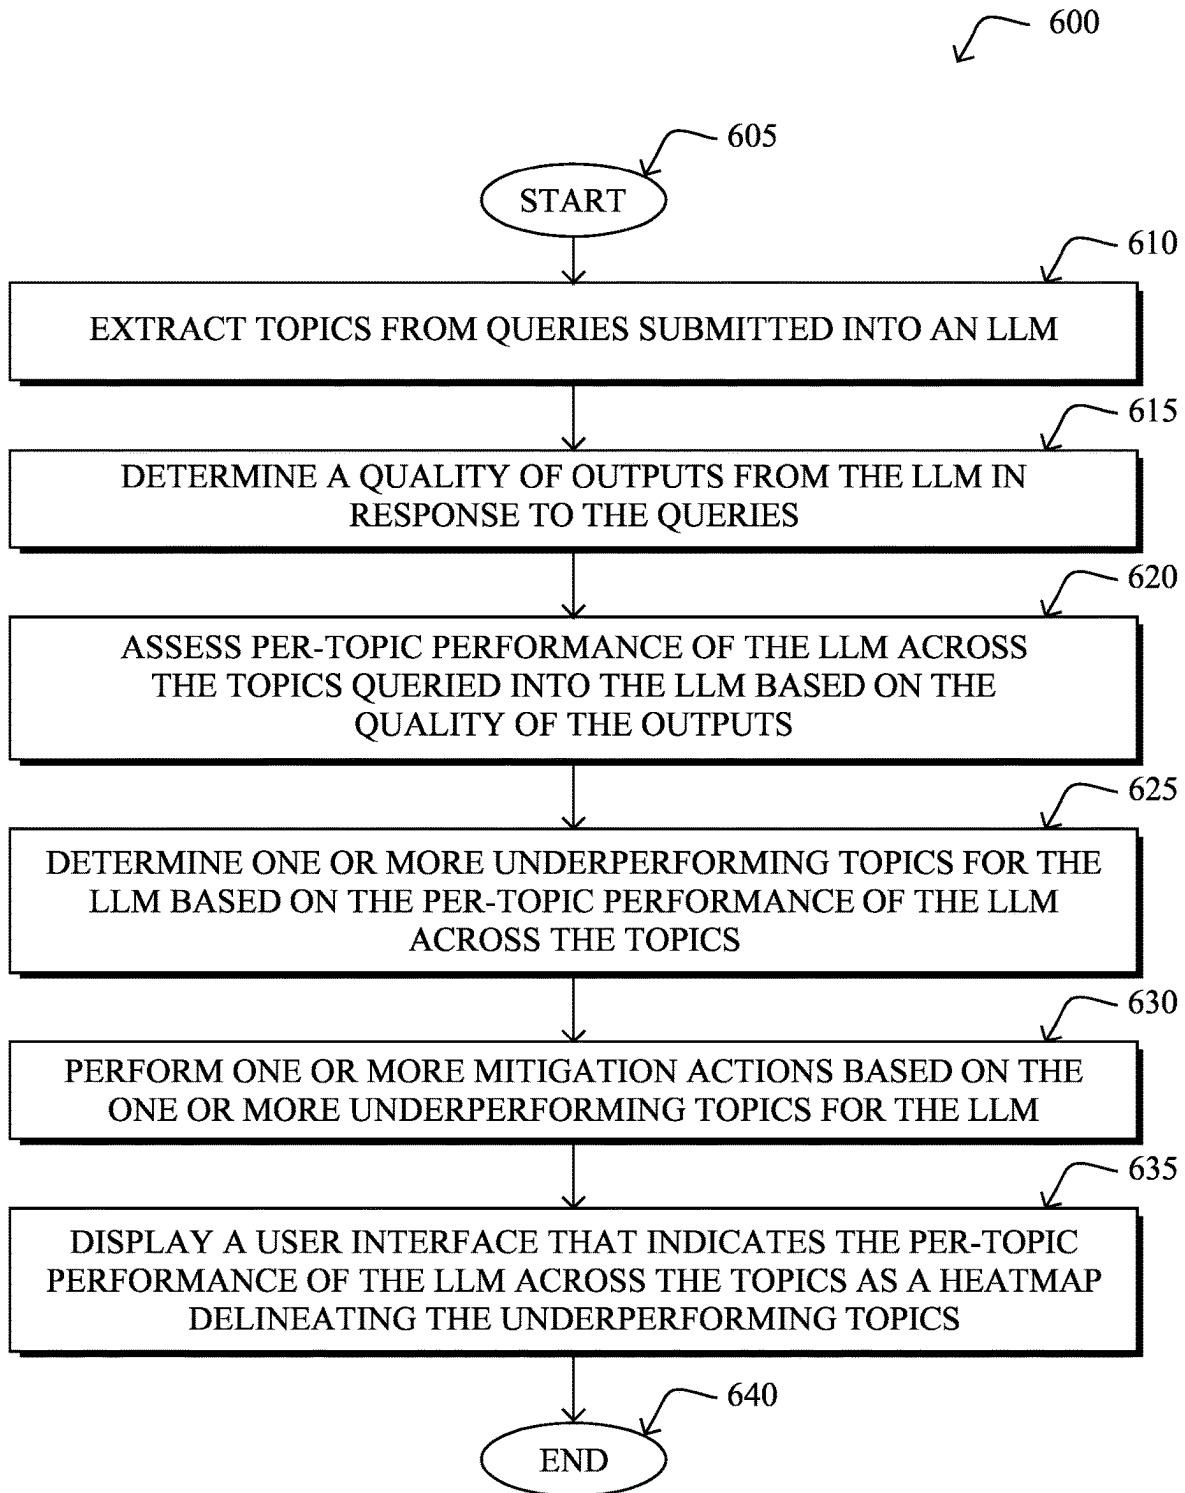 600
605
START
610
EXTRACT TOPICS FROM QUERIES SUBMITTED INTO AN LLM
615
DETERMINE A QUALITY OF OUTPUTS FROM THE LLM IN
RESPONSE TO THE QUERIES
620
ASSESS PER-TOPIC PERFORMANCE OF THE LLM ACROSS
THE TOPICS QUERIED INTO THE LLM BASED ON THE
QUALITY OF THE OUTPUTS
625
DETERMINE ONE OR MORE UNDERPERFORMING TOPICS FOR THE
LLM BASED ON THE PER-TOPIC PERFORMANCE OF THE LLM
ACROSS THE TOPICS
630
PERFORM ONE OR MORE MITIGATION ACTIONS BASED ON THE
ONE OR MORE UNDERPERFORMING TOPICS FOR THE LLM
635
DISPLAY A USER INTERFACE THAT INDICATES THE PER-TOPIC
PERFORMANCE OF THE LLM ACROSS THE TOPICS AS A HEATMAP
DELINEATING THE UNDERPERFORMING TOPICS
640
END